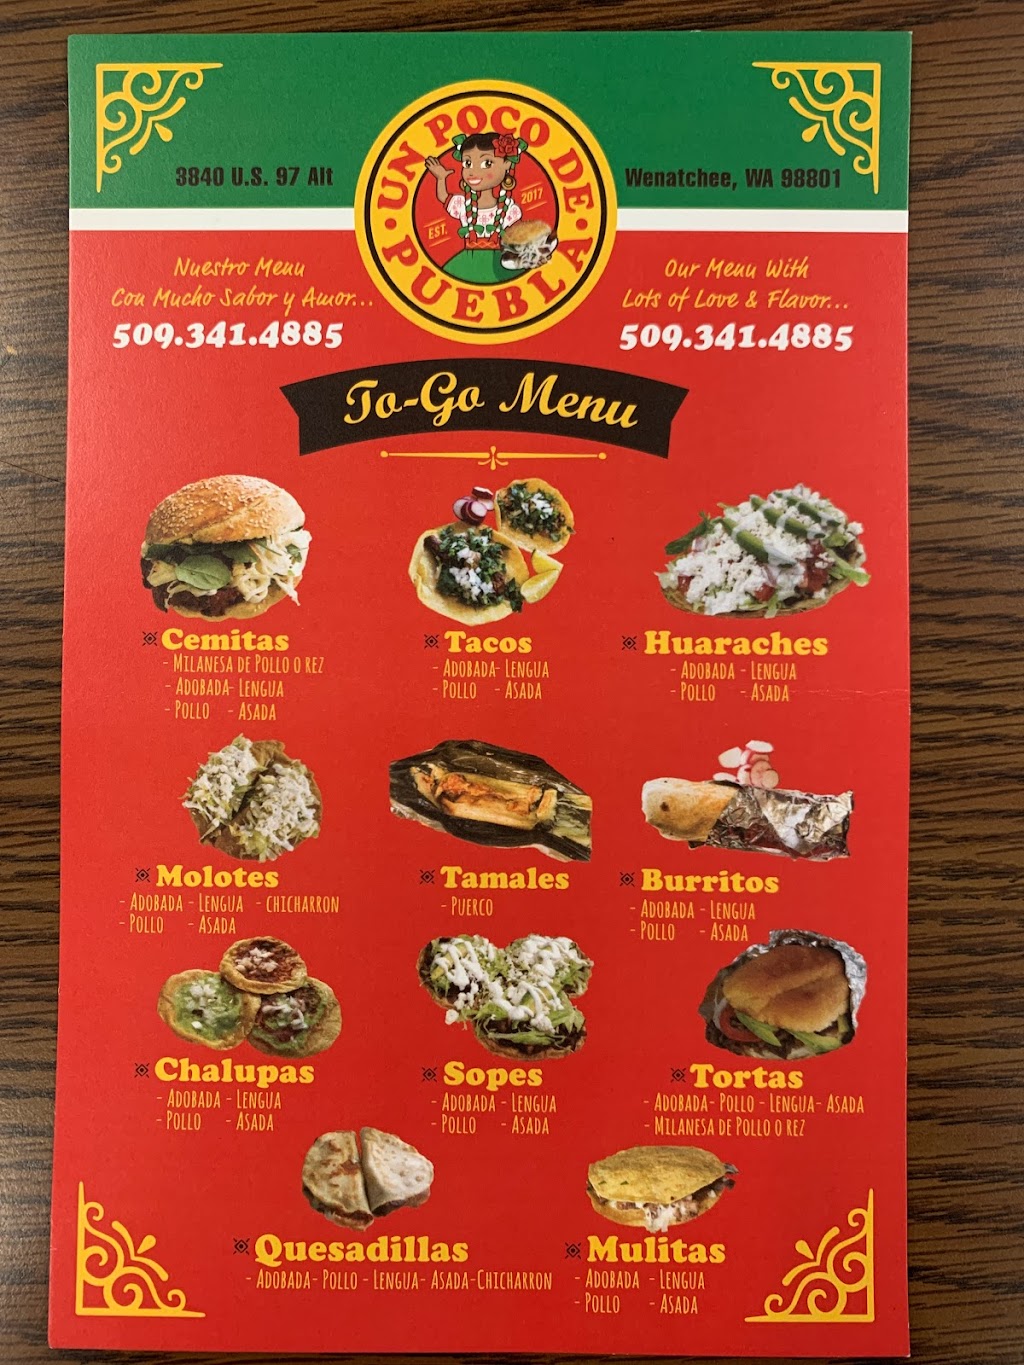 UN POCO DE PUEBLA
EST. 2017
3840 U.S. 97 Alt
Wenatchee, WA 98801
Nuestro Menu
Con Mucho Sabor y Amor...
509.341.4885
Our Menu With
Lots of Love & Flavor...
509.341.4885
To-Go Menu
Cemitas
- MILANESA DE POLLO O REZ
- ADOBADA - LENGUA
- POLLO - ASADA
Tacos
- ADOBADA - LENGUA
- POLLO - ASADA
Huaraches
- ADOBADA - LENGUA
- POLLO - ASADA
Molotes
- ADOBADA - LENGUA - CHICHARRON
- POLLO - ASADA
Tamales
- PUERCO
Burritos
- ADOBADA - LENGUA
- POLLO - ASADA
Chalupas
- ADOBADA - LENGUA
- POLLO - ASADA
Sopes
- ADOBADA - LENGUA
- POLLO - ASADA
Tortas
- ADOBADA - POLLO - LENGUA - ASADA
- MILANESA DE POLLO O REZ
Quesadillas
- ADOBADA - POLLO - LENGUA - ASADA - CHICHARRON
Mulitas
- ADOBADA - LENGUA
- POLLO - ASADA